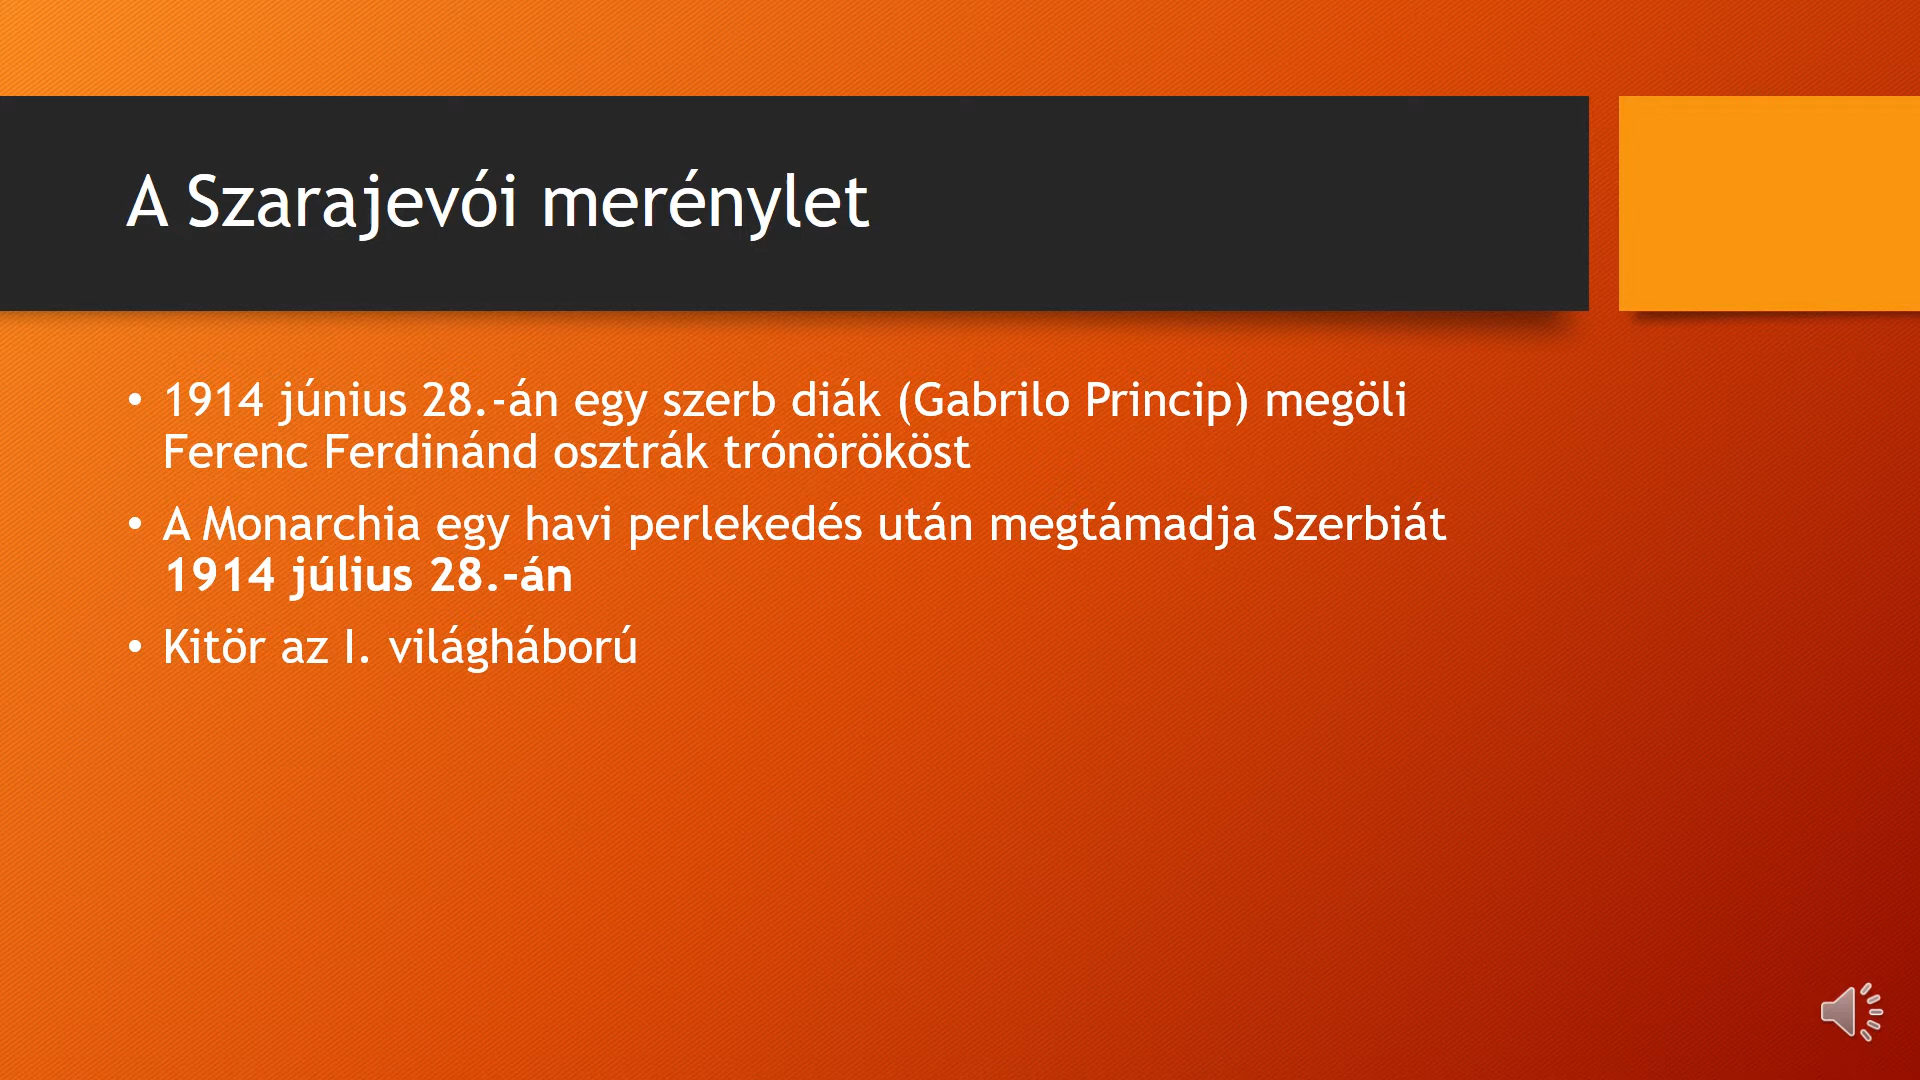 A Szarajevói merénylet
• 1914 június 28.-án egy szerb diák (Gabrilo Princip) megöli
Ferenc Ferdinánd osztrák trónörököst
• A Monarchia egy havi perlekedés után megtámadja Szerbiát
1914 július 28.-án
• Kitör az I. világháború